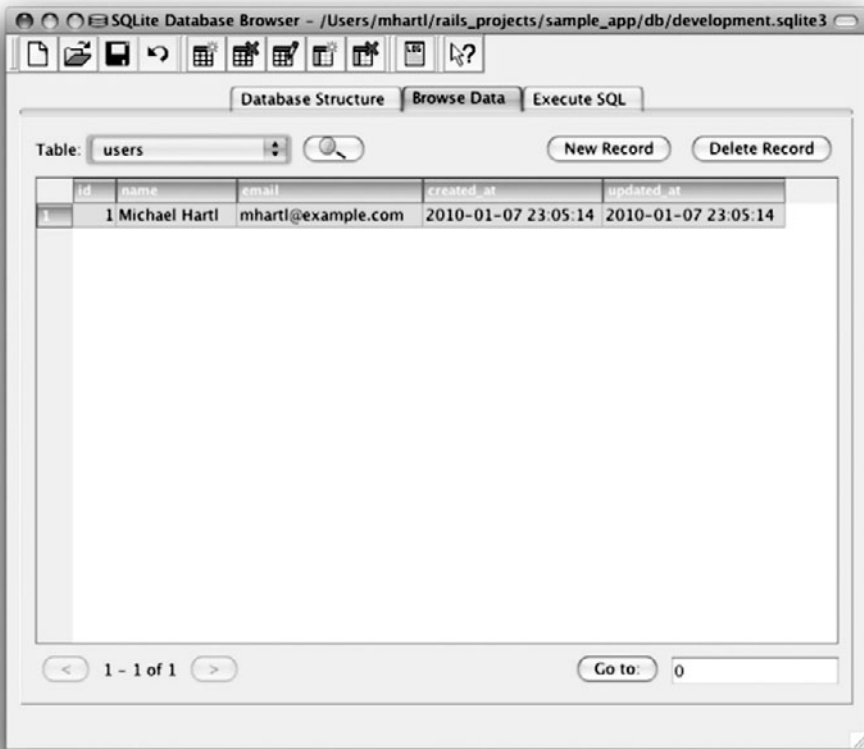 SQLite Database Browser - /Users/mhartl/rails_projects/sample_app/db/development.sqlite3
LOG ?
Database Structure Browse Data Execute SQL
Table: users New Record Delete Record
id name email created_at updated_at
1 1 Michael Hartl mhartl@example.com 2010-01-07 23:05:14 2010-01-07 23:05:14
< 1 - 1 of 1 > Go to: 0